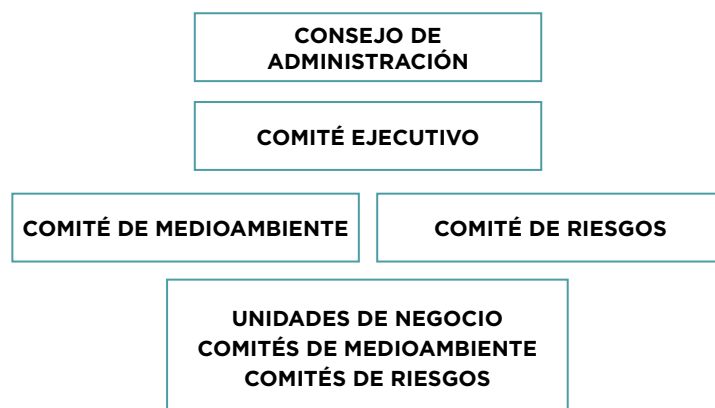 CONSEJO DE
ADMINISTRACIÓN
COMITÉ EJECUTIVO
COMITÉ DE MEDIOAMBIENTE
COMITÉ DE RIESGOS
UNIDADES DE NEGOCIO
COMITÉS DE MEDIOAMBIENTE
COMITÉS DE RIESGOS